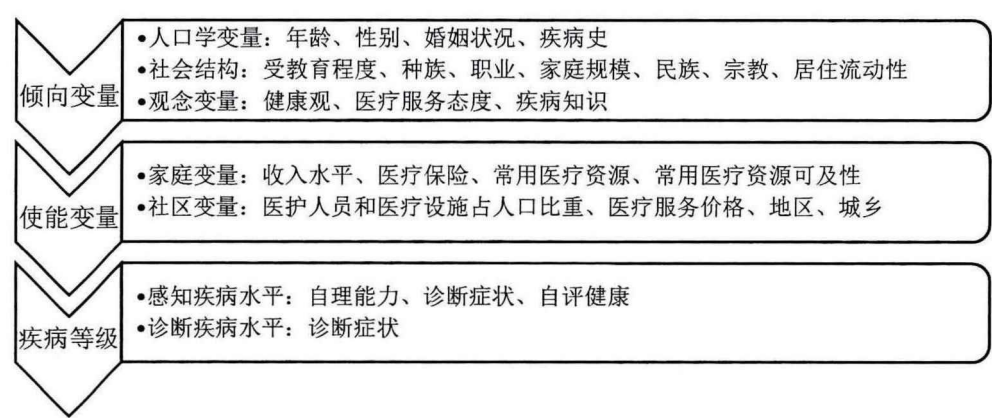 倾向变量
•人口学变量：年龄、性别、婚姻状况、疾病史
•社会结构：受教育程度、种族、职业、家庭规模、民族、宗教、居住流动性
•观念变量：健康观、医疗服务态度、疾病知识
使能变量
•家庭变量：收入水平、医疗保险、常用医疗资源、常用医疗资源可及性
•社区变量：医护人员和医疗设施占人口比重、医疗服务价格、地区、城乡
疾病等级
•感知疾病水平：自理能力、诊断症状、自评健康
•诊断疾病水平：诊断症状